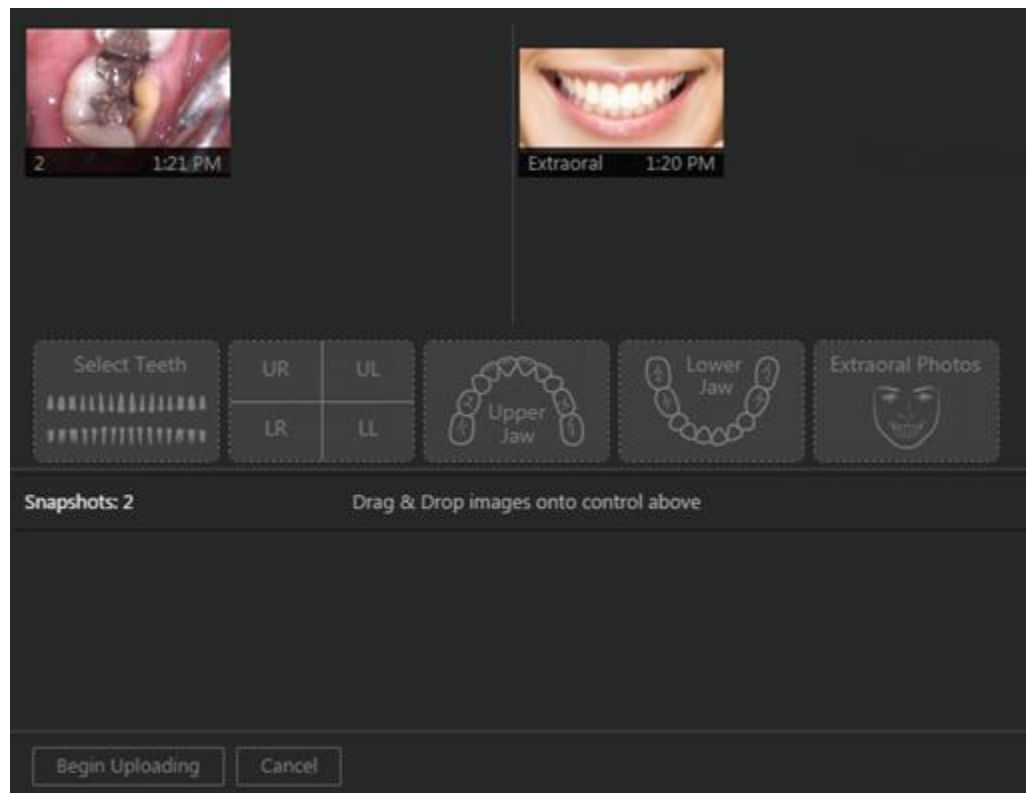 2 1:21 PM
Extraoral 1:20 PM
Select Teeth
UR UL
LR LL
Upper
Jaw
Lower
Jaw
Extraoral Photos
Snapshots: 2
Drag & Drop images onto control above
Begin Uploading
Cancel